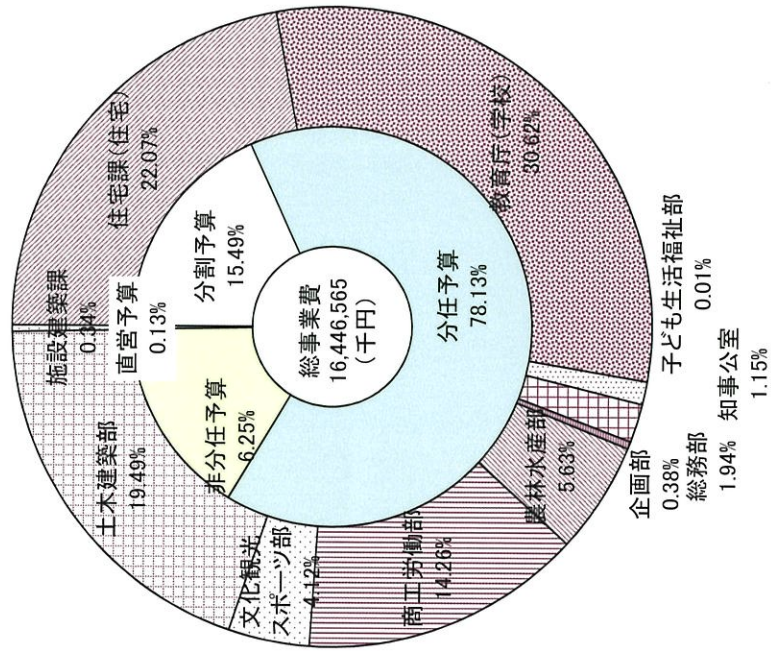 総事業費
16,446,565
(千円)
直営予算
0.13%
分割予算
15.49%
分任予算
78.13%
非分任予算
6.25%
施設建築課
0.34%
住宅課(住宅)
22.07%
教育庁(学校)
30.62%
子ども生活福祉部
0.01%
知事公室
1.15%
総務部
1.94%
企画部
0.38%
農林水産部
5.63%
商工労働部
14.26%
文化観光
スポーツ部
4.12%
土木建築部
19.49%